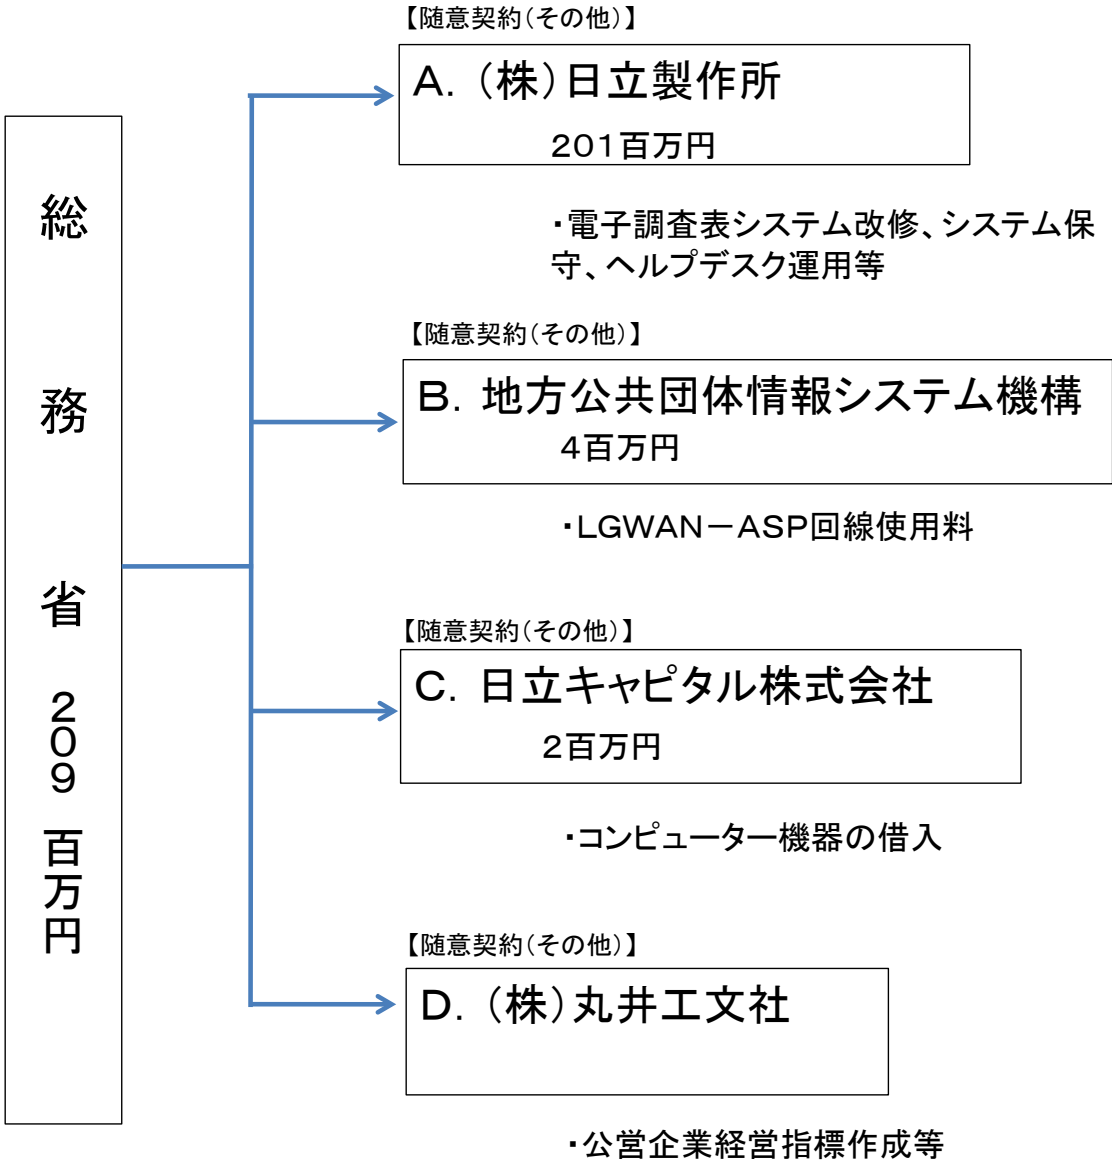 総務省 209百万円
【随意契約(その他)】
A.(株)日立製作所
201百万円
・電子調査表システム改修、システム保
守、ヘルプデスク運用等
【随意契約(その他)】
B.地方公共団体情報システム機構
4百万円
・LGWAN-ASP回線使用料
【随意契約(その他)】
C.日立キャピタル株式会社
2百万円
・コンピューター機器の借入
【随意契約(その他)】
D.(株)丸井工文社
・公営企業経営指標作成等